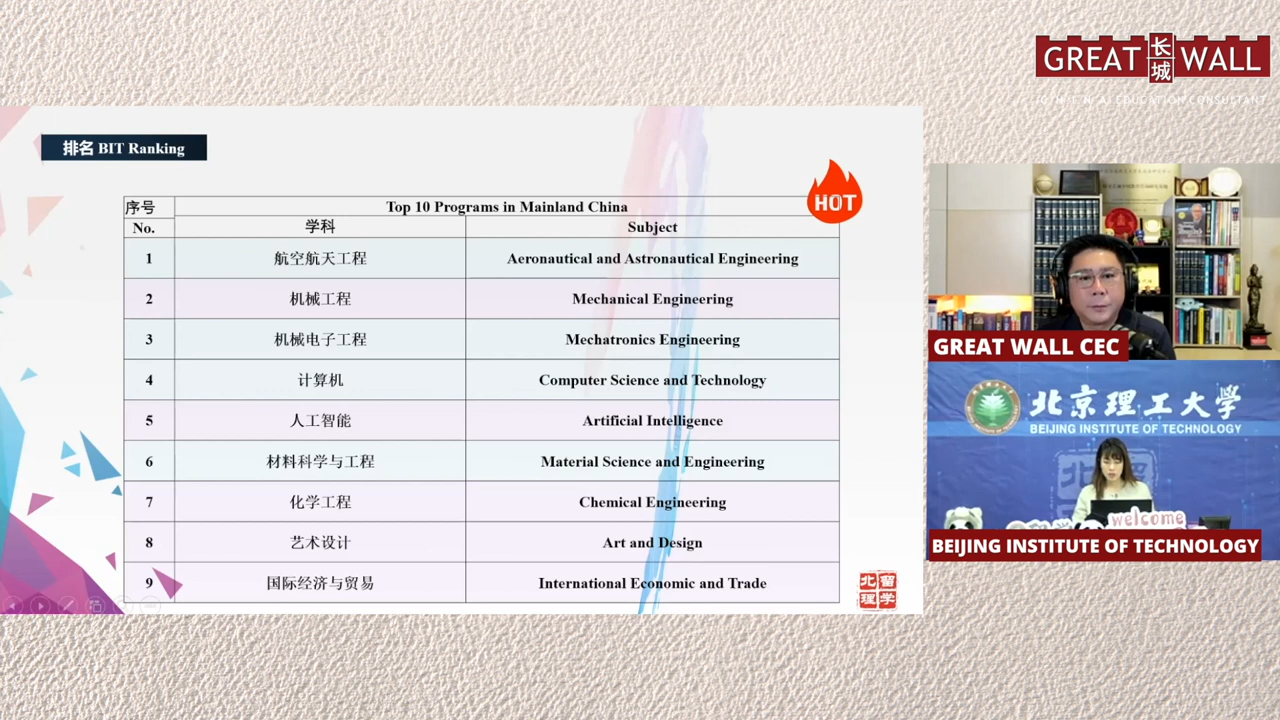 GREAT 长城 WALL
EDUCATION CONSULTANT
排名 BIT Ranking
HOT
序号 Top 10 Programs in Mainland China
No. 学科 Subject
1 航空航天工程 Aeronautical and Astronautical Engineering
2 机械工程 Mechanical Engineering
3 机械电子工程 Mechatronics Engineering
4 计算机 Computer Science and Technology
5 人工智能 Artificial Intelligence
6 材料科学与工程 Material Science and Engineering
7 化学工程 Chemical Engineering
8 艺术设计 Art and Design
9 国际经济与贸易 International Economic and Trade
北理 留学
GREAT WALL CEC
北京理工大学
BEIJING INSTITUTE OF TECHNOLOGY
welcome
BEIJING INSTITUTE OF TECHNOLOGY